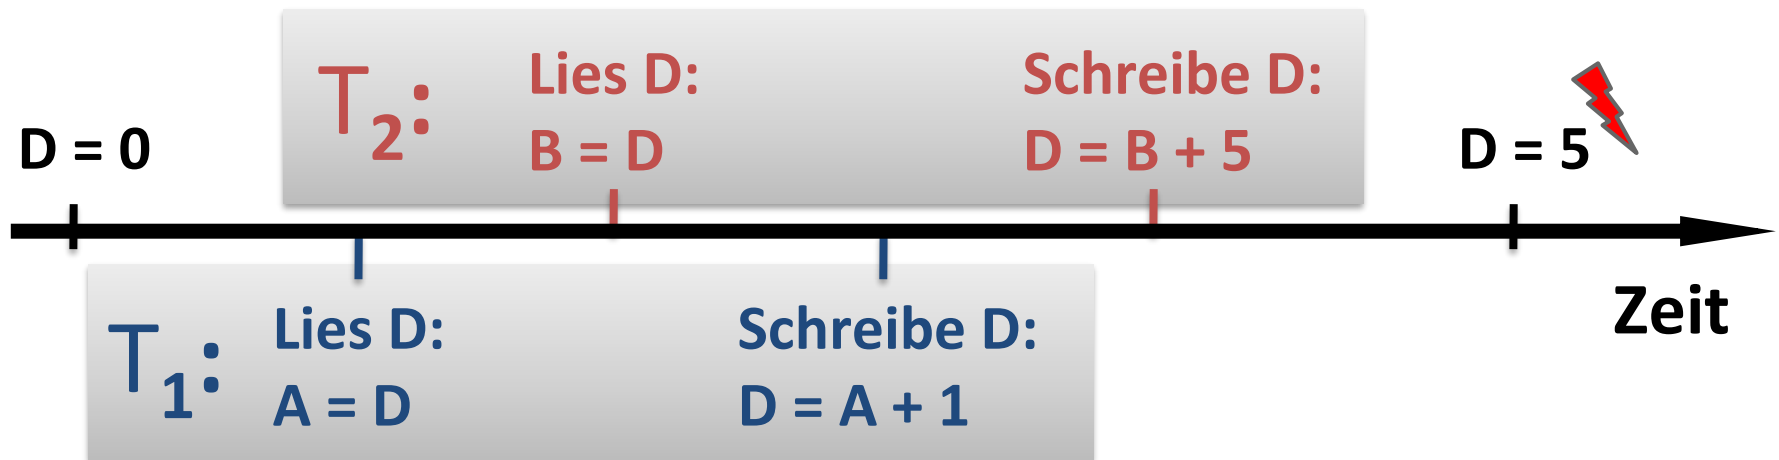 D = 0
T2:
Lies D:
B = D
Schreibe D:
D = B + 5
D = 5
T1:
Lies D:
A = D
Schreibe D:
D = A + 1
Zeit